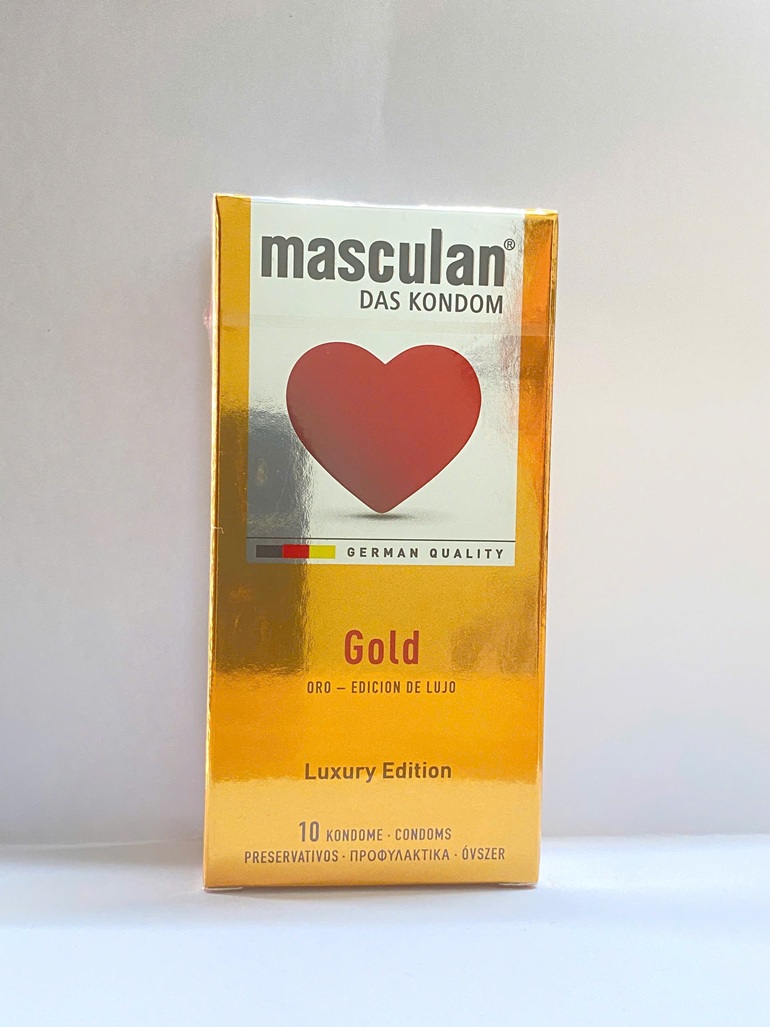 masculan®
DAS KONDOM
GERMAN QUALITY
Gold
ORO – EDICION DE LUJO
Luxury Edition
10 KONDOME · CONDOMS
PRESERVATIVOS · ΠΡΟΦΥΛΑΚΤΙΚΑ · ÓVSZER